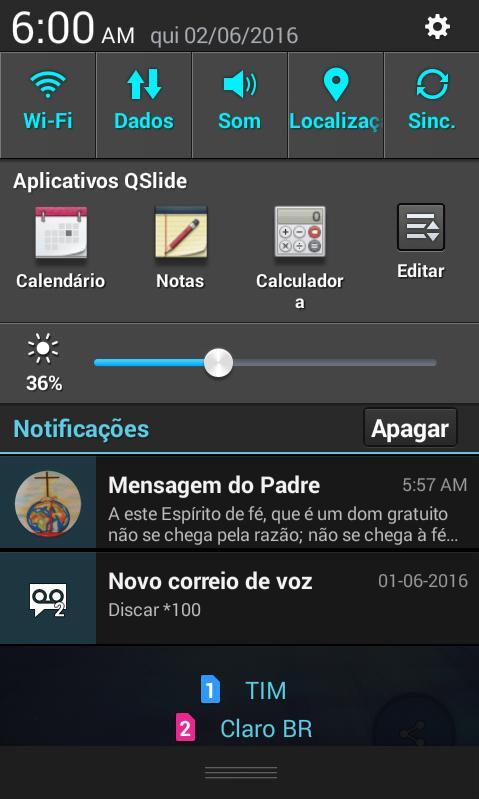 6:00 AM qui 02/06/2016
Wi-Fi Dados Som Localizaç Sinc.
Aplicativos QSlide
0
Calendário Notas Calculador Editar
a
36%
Notificações Apagar
Mensagem do Padre 5:57 AM
A este Espírito de fé, que é um dom gratuito
não se chega pela razão; não se chega à fé...
Novo correio de voz 01-06-2016
2 Discar *100
1 TIM
2 Claro BR